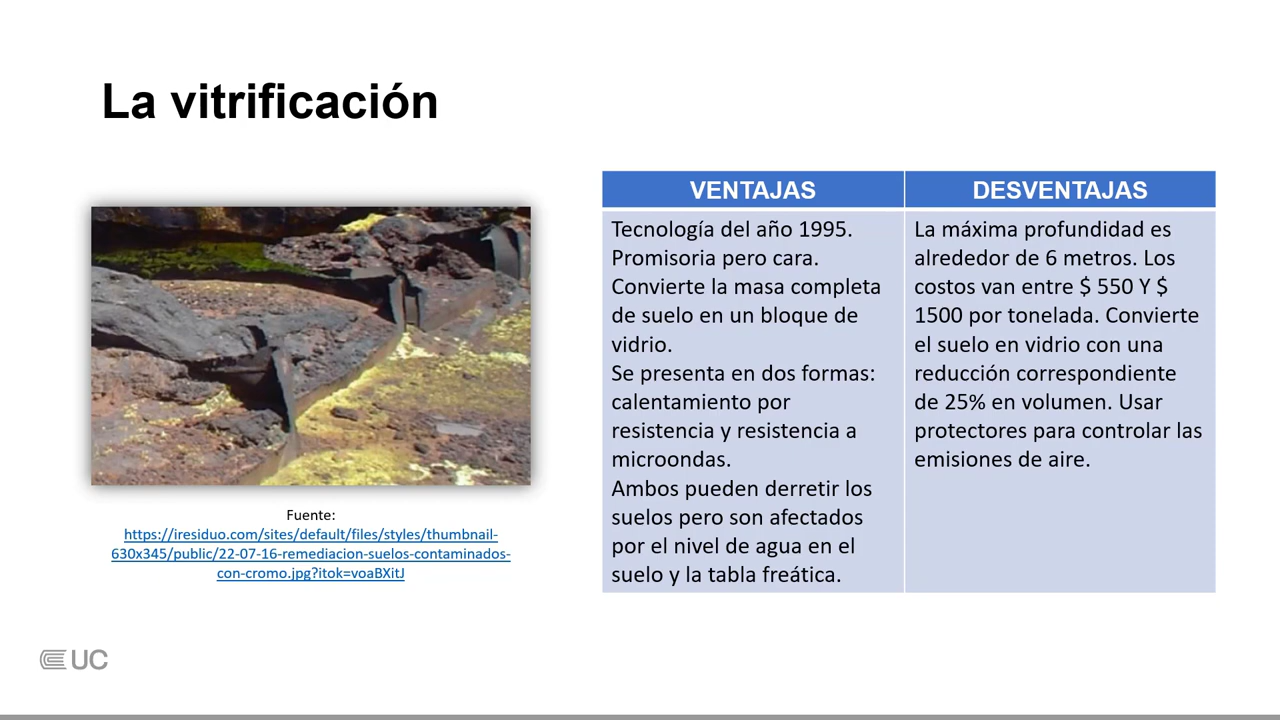 La vitrificación
Fuente:
https://iresiduo.com/sites/default/files/styles/thumbnail-
630x345/public/22-07-16-remediacion-suelos-contaminados-
con-cromo.jpg?itok=voaBXitJ
VENTAJAS
Tecnología del año 1995.
Promisoria pero cara.
Convierte la masa completa
de suelo en un bloque de
vidrio.
Se presenta en dos formas:
calentamiento por
resistencia y resistencia a
microondas.
Ambos pueden derretir los
suelos pero son afectados
por el nivel de agua en el
suelo y la tabla freática.
DESVENTAJAS
La máxima profundidad es
alrededor de 6 metros. Los
costos van entre $ 550 Y $
1500 por tonelada. Convierte
el suelo en vidrio con una
reducción correspondiente
de 25% en volumen. Usar
protectores para controlar las
emisiones de aire.
UC